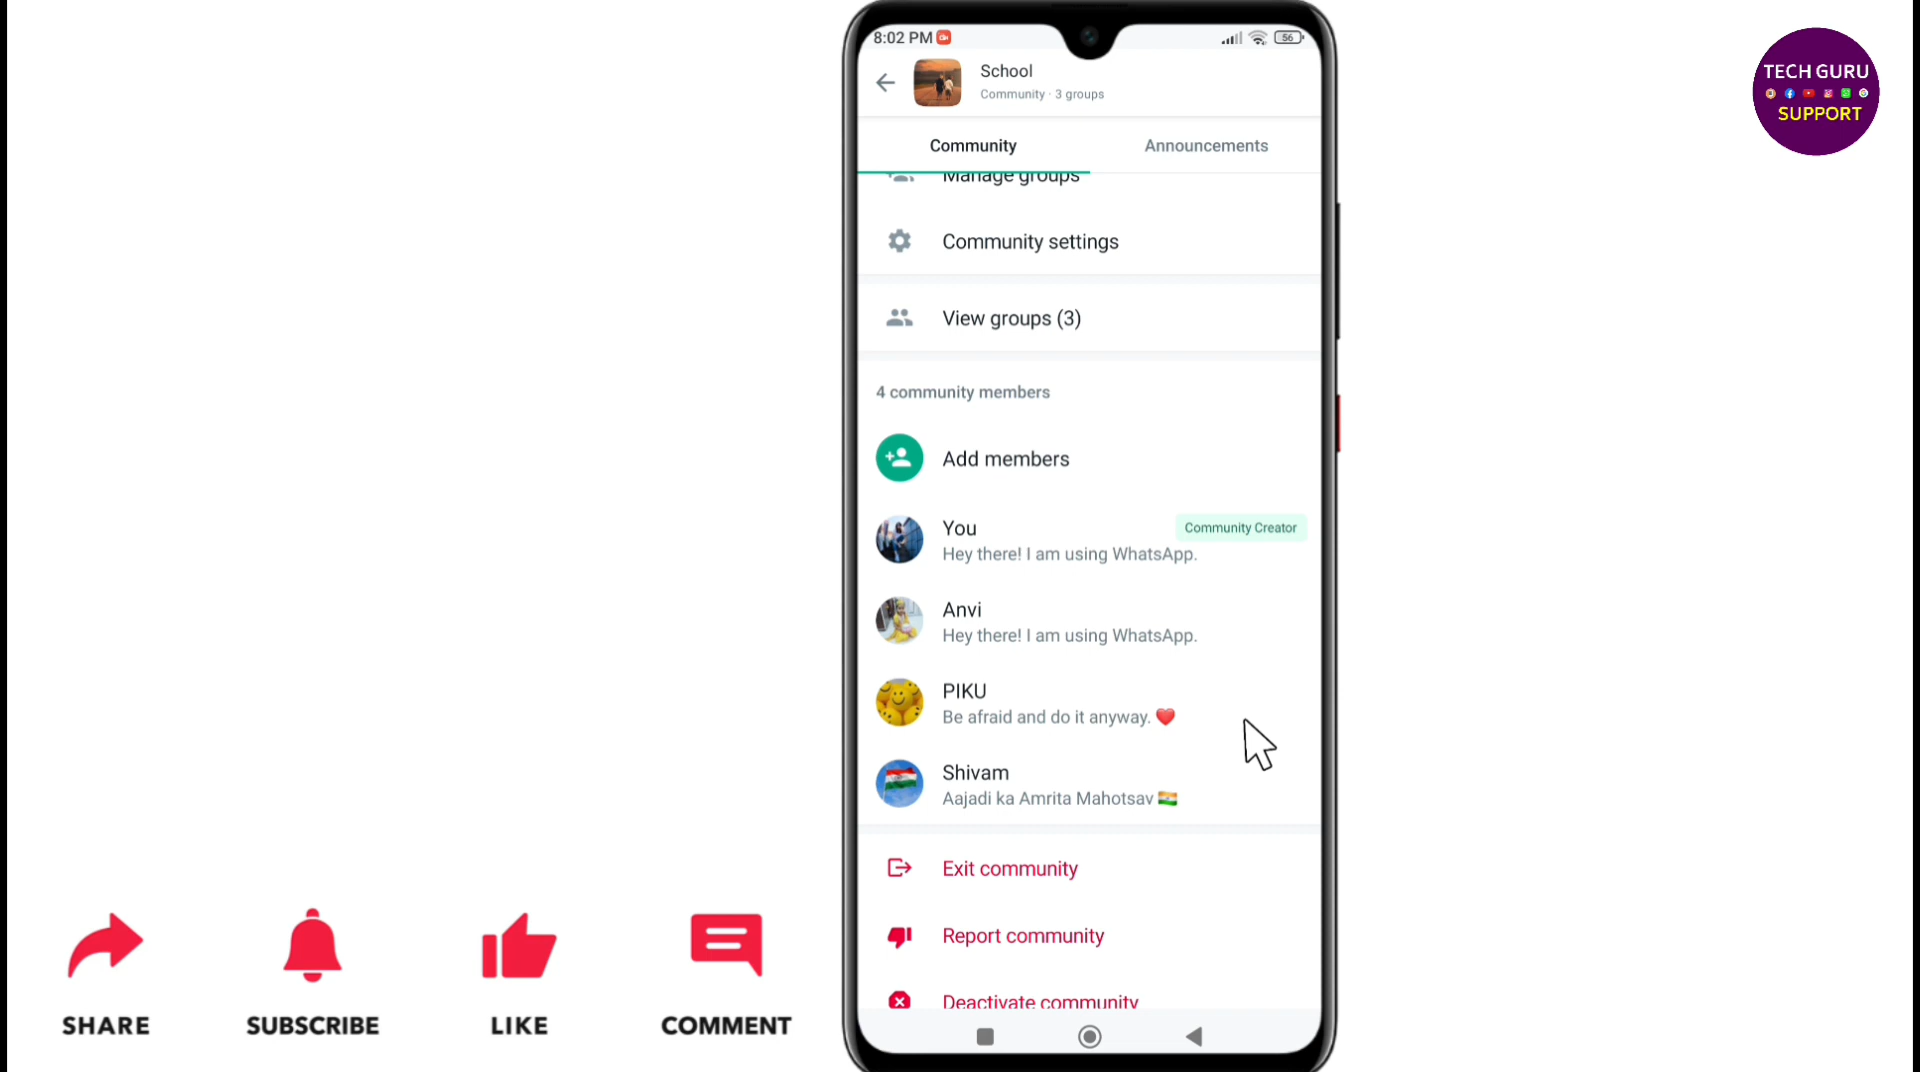 8:02 PM
56
School
Community · 3 groups
Community
Announcements
Manage groups
Community settings
View groups (3)
4 community members
Add members
You
Community Creator
Hey there! I am using WhatsApp.
Anvi
Hey there! I am using WhatsApp.
PIKU
Be afraid and do it anyway. ❤️
Shivam
Aajadi ka Amrita Mahotsav 🇮🇳
Exit community
Report community
Deactivate community
TECH GURU
SUPPORT
SHARE
SUBSCRIBE
LIKE
COMMENT